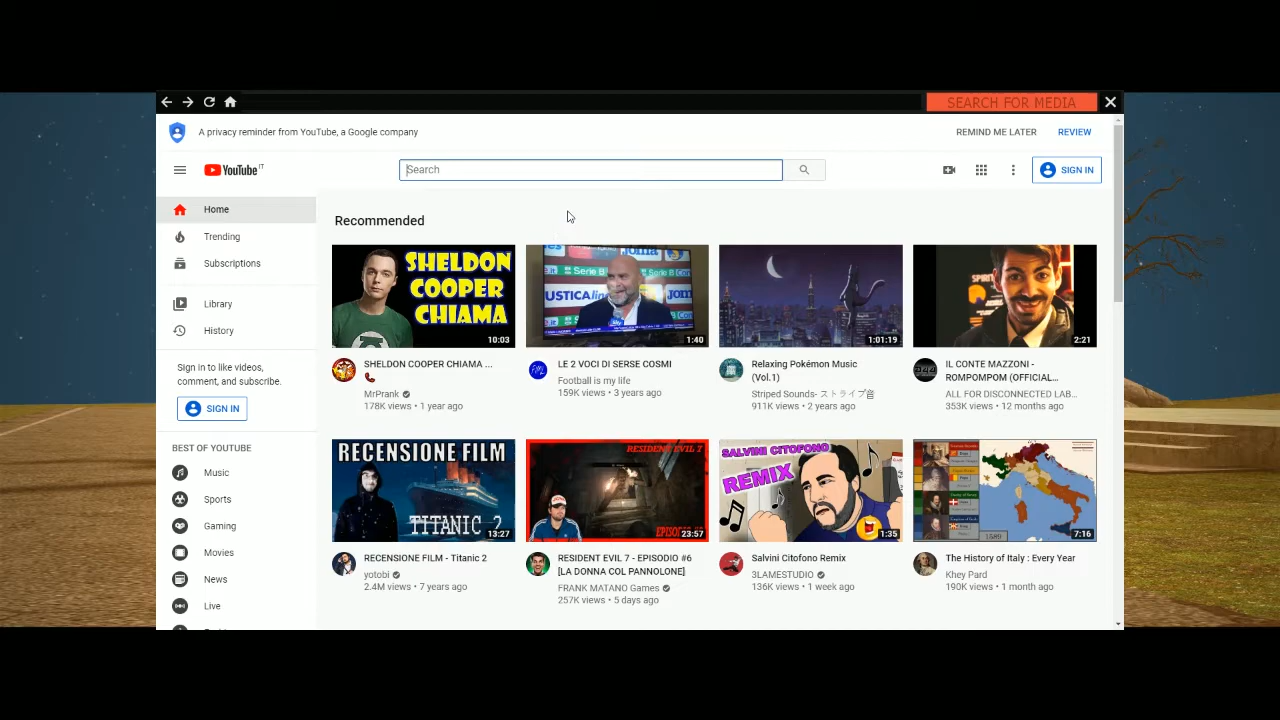 SEARCH FOR MEDIA
A privacy reminder from YouTube, a Google company
REMIND ME LATER
REVIEW
YouTube IT
Search
SIGN IN
Home
Trending
Subscriptions
Library
History
Sign in to like videos,
comment, and subscribe.
SIGN IN
BEST OF YOUTUBE
Music
Sports
Gaming
Movies
News
Live
Recommended
SHELDON
COOPER
CHIAMA
10:03
SHELDON COOPER CHIAMA ...
MrPrank
178K views • 1 year ago
Serie B
1:40
LE 2 VOCI DI SERSE COSMI
Football is my life
159K views • 3 years ago
1:01:19
Relaxing Pokémon Music
(Vol.1)
Striped Sounds- ストライプ音
911K views • 2 years ago
SPIRIT
2:21
IL CONTE MAZZONI -
ROMPOMPOM (OFFICIAL...
ALL FOR DISCONNECTED LAB...
353K views • 12 months ago
RECENSIONE FILM
TITANIC 2
13:27
RECENSIONE FILM - Titanic 2
yotobi
2.4M views • 7 years ago
RESIDENT EVIL 7
23:57
RESIDENT EVIL 7 - EPISODIO #6
[LA DONNA COL PANNOLONE]
FRANK MATANO Games
257K views • 5 days ago
SALVINI CITOFONO
REMIX
1:35
Salvini Citofono Remix
3LAMESTUDIO
136K views • 1 week ago
1589
7:16
The History of Italy : Every Year
Khey Pard
190K views • 1 month ago